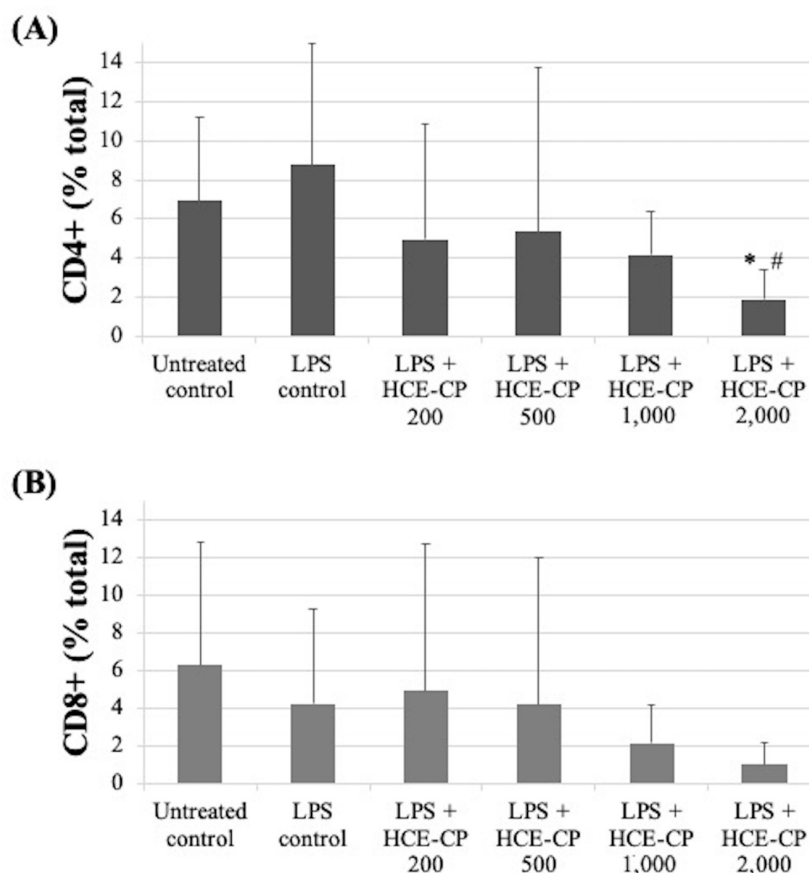 (A)
CD4+ (% total)
14
12
10
8
6
4
2
0
* #
Untreated control
LPS control
LPS + HCE-CP 200
LPS + HCE-CP 500
LPS + HCE-CP 1,000
LPS + HCE-CP 2,000
(B)
CD8+ (% total)
14
12
10
8
6
4
2
0
Untreated control
LPS control
LPS + HCE-CP 200
LPS + HCE-CP 500
LPS + HCE-CP 1,000
LPS + HCE-CP 2,000